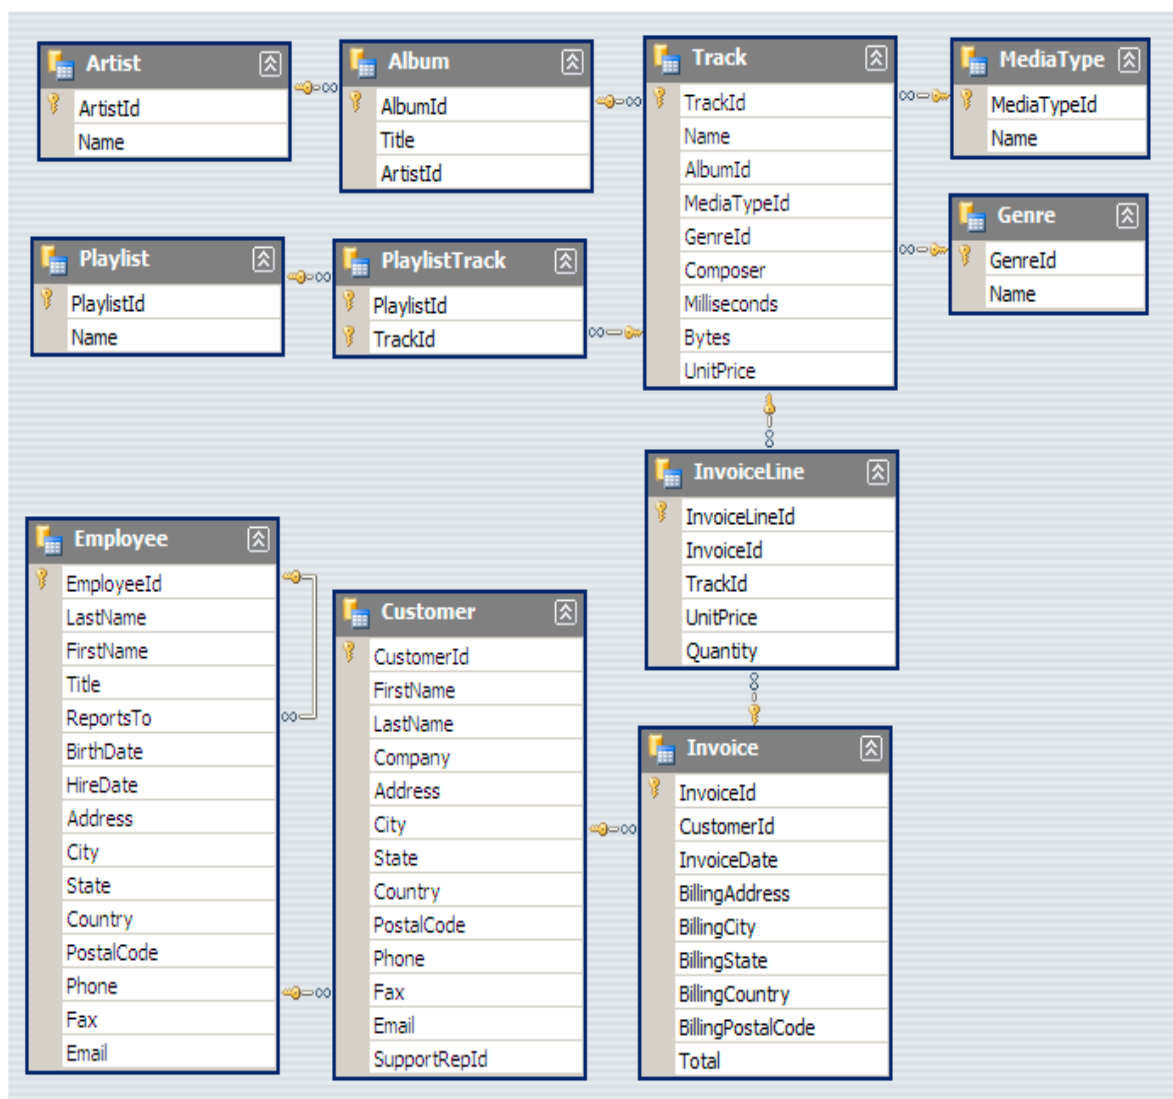 Artist
ArtistId
Name
Album
AlbumId
Title
ArtistId
Track
TrackId
Name
AlbumId
MediaTypeId
GenreId
Composer
Milliseconds
Bytes
UnitPrice
MediaType
MediaTypeId
Name
Genre
GenreId
Name
Playlist
PlaylistId
Name
PlaylistTrack
PlaylistId
TrackId
InvoiceLine
InvoiceLineId
InvoiceId
TrackId
UnitPrice
Quantity
Employee
EmployeeId
LastName
FirstName
Title
ReportsTo
BirthDate
HireDate
Address
City
State
Country
PostalCode
Phone
Fax
Email
Customer
CustomerId
FirstName
LastName
Company
Address
City
State
Country
PostalCode
Phone
Fax
Email
SupportRepId
Invoice
InvoiceId
CustomerId
InvoiceDate
BillingAddress
BillingCity
BillingState
BillingCountry
BillingPostalCode
Total